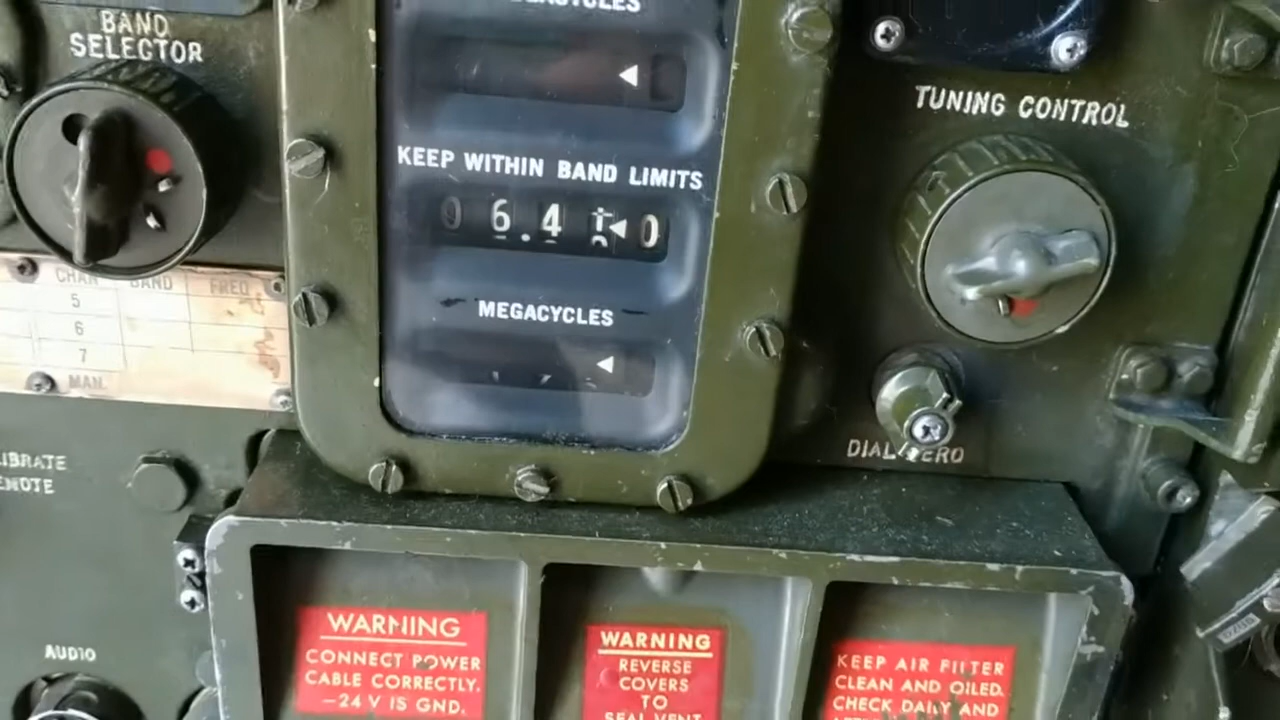 BAND
SELECTOR
KEEP WITHIN BAND LIMITS
0 6.4 0
MEGACYCLES
TUNING CONTROL
DIAL ZERO
CHAN BAND FREQ
5
6
7
MAN.
AUDIO
WARNING
CONNECT POWER
CABLE CORRECTLY.
—24 V IS GND.
WARNING
REVERSE
COVERS
TO
SEAL VENT
KEEP AIR FILTER
CLEAN AND OILED.
CHECK DAILY AND